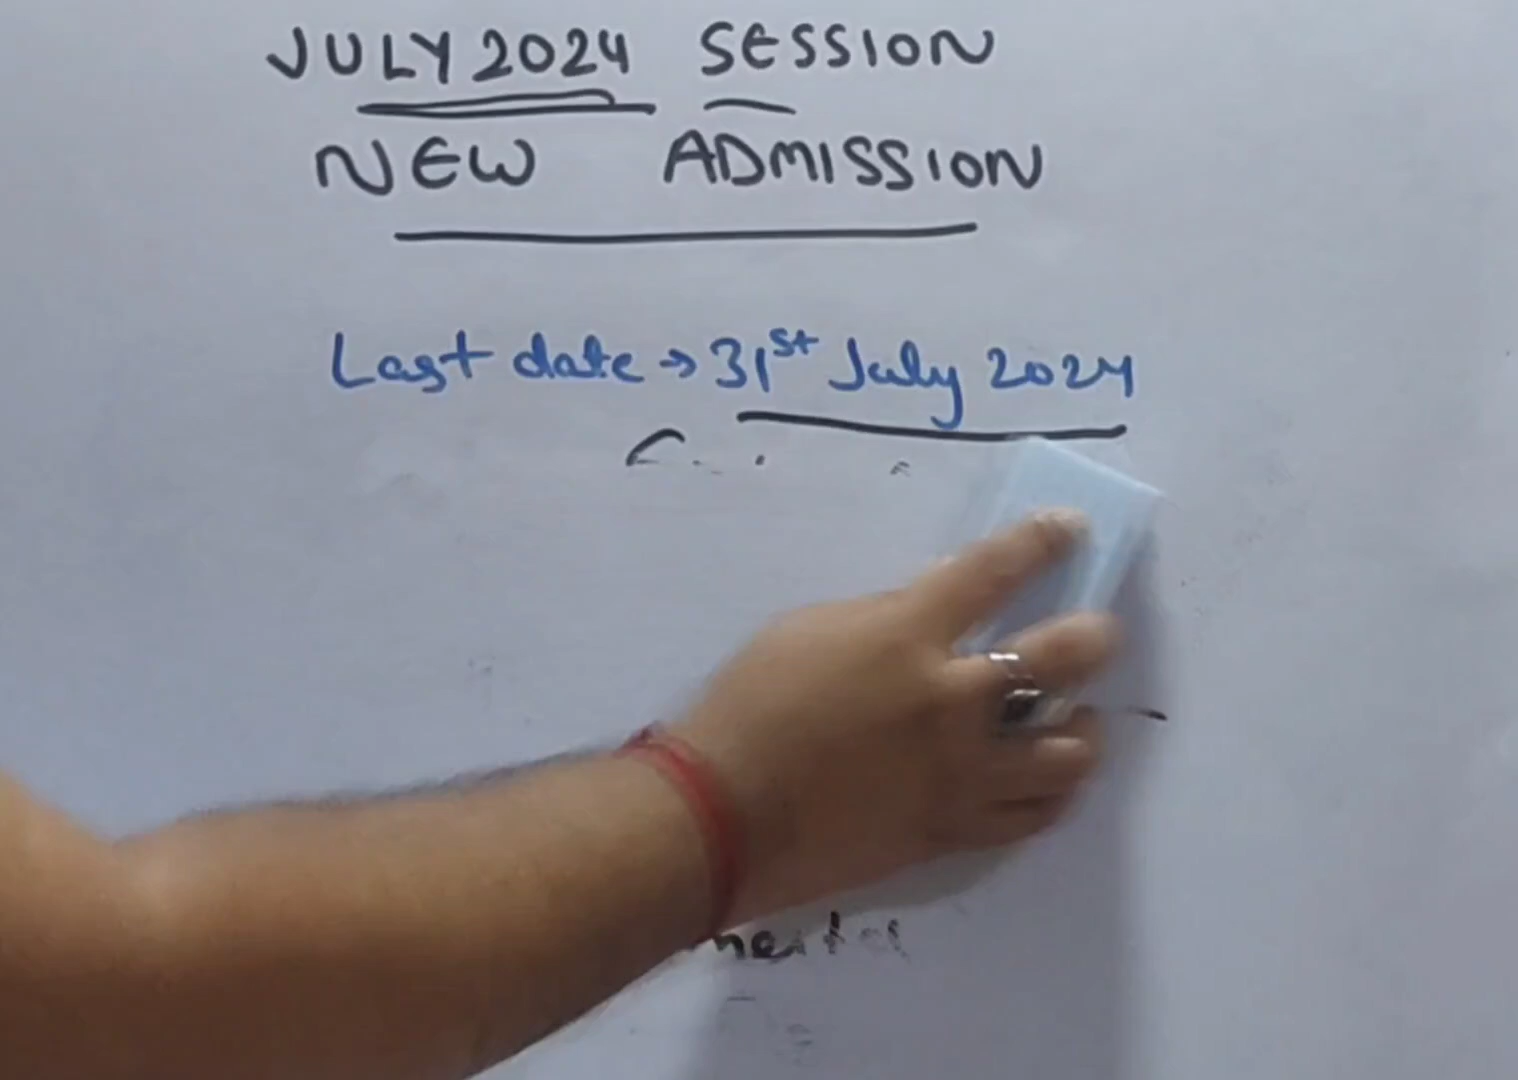 JULY 2024 SESSION
NEW ADMISSION
Last date → 31st July 2024